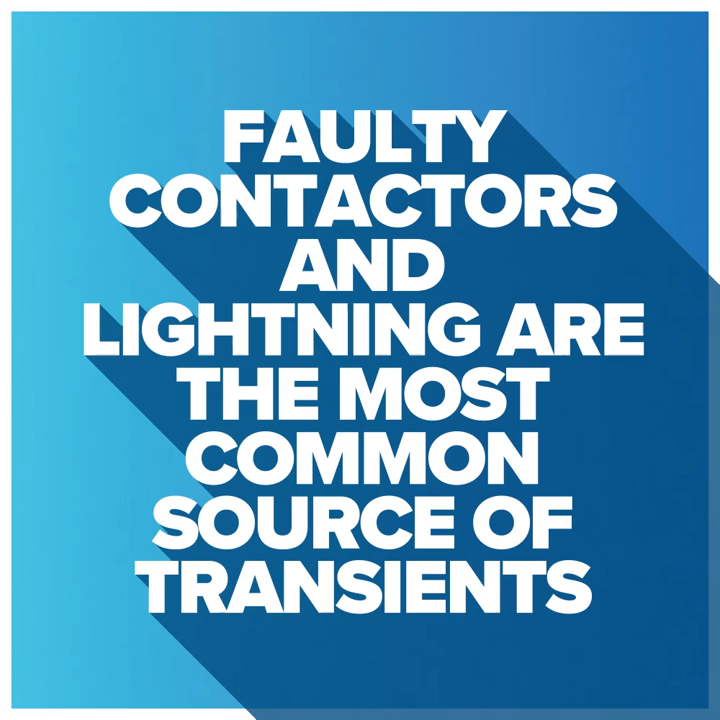 FAULTY
CONTACTORS
AND
LIGHTNING ARE
THE MOST
COMMON
SOURCE OF
TRANSIENTS